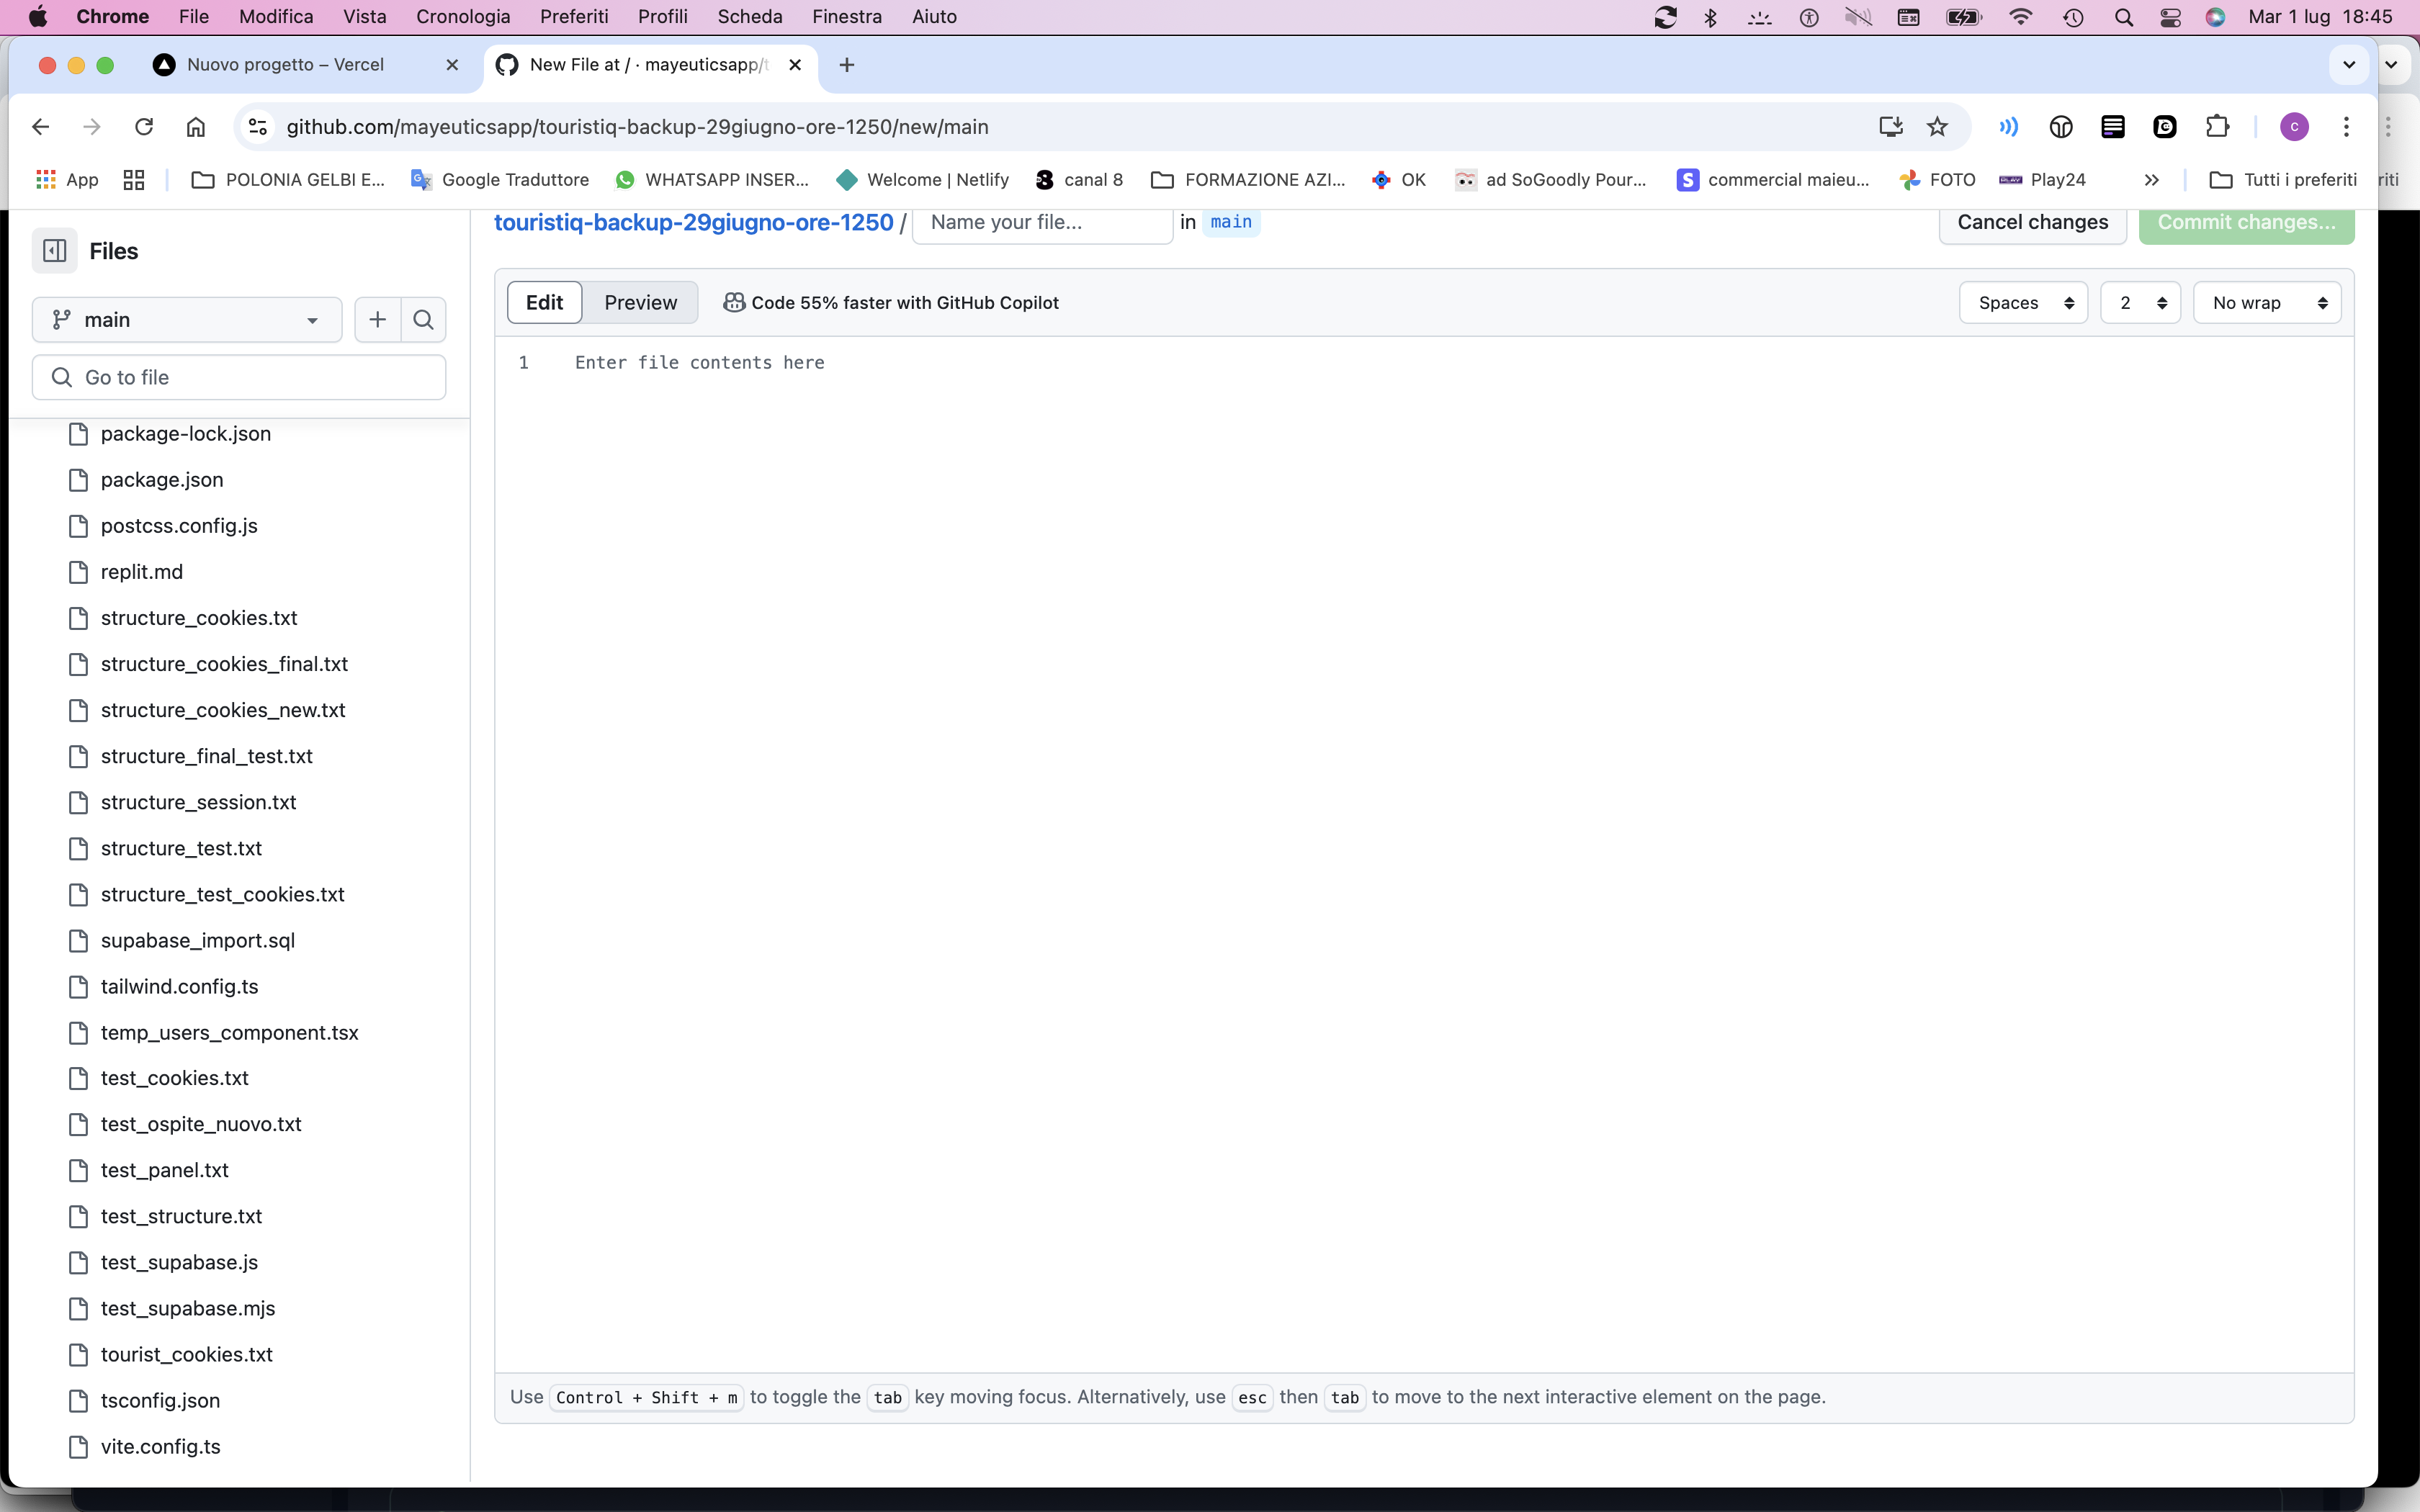 Chrome File Modifica Vista Cronologia Preferiti Profili Scheda Finestra Aiuto Mar 1 lug 18:45
Nuovo progetto – Vercel New File at / · mayeuticsapp/t
github.com/mayeuticsapp/touristiq-backup-29giugno-ore-1250/new/main c
App POLONIA GELBI E... Google Traduttore WHATSAPP INSER... Welcome | Netlify canal 8 FORMAZIONE AZI... OK ad SoGoodly Pour... commercial maieu... FOTO Play24 Tutti i preferiti riti
touristiq-backup-29giugno-ore-1250 / Name your file... in main Cancel changes Commit changes...
Files
Edit Preview Code 55% faster with GitHub Copilot Spaces 2 No wrap
main
1 Enter file contents here
Go to file
package-lock.json
package.json
postcss.config.js
replit.md
structure_cookies.txt
structure_cookies_final.txt
structure_cookies_new.txt
structure_final_test.txt
structure_session.txt
structure_test.txt
structure_test_cookies.txt
supabase_import.sql
tailwind.config.ts
temp_users_component.tsx
test_cookies.txt
test_ospite_nuovo.txt
test_panel.txt
test_structure.txt
test_supabase.js
test_supabase.mjs
tourist_cookies.txt
tsconfig.json
vite.config.ts
Use Control + Shift + m to toggle the tab key moving focus. Alternatively, use esc then tab to move to the next interactive element on the page.